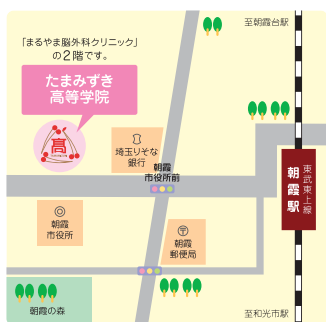 至朝霞台駅
「まるやま脳外科クリニック」
の2階です。
たまみずき
高等学院
高
埼玉りそな
銀行
朝霞
市役所前
東武東上線
朝霞駅
朝霞
市役所
朝霞
郵便局
朝霞の森
至和光市駅